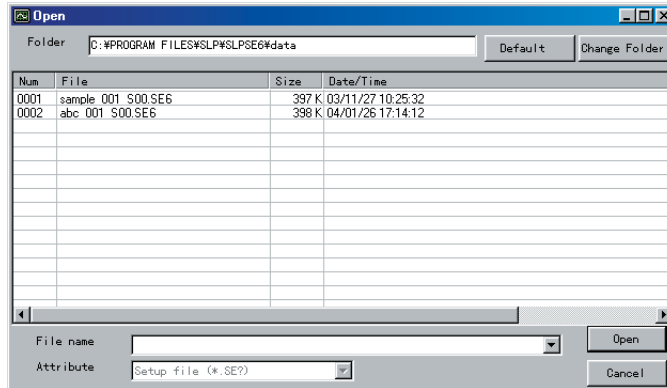 Open
Folder C:¥PROGRAM FILES¥SLP¥SLPSE6¥data Default Change Folder
Num File Size Date/Time
0001 sample 001 S00.SE6 397 K 03/11/27 10:25:32
0002 abc 001 S00.SE6 398 K 04/01/26 17:14:12
File name Open
Attribute Setup file (*.SE?) Cancel